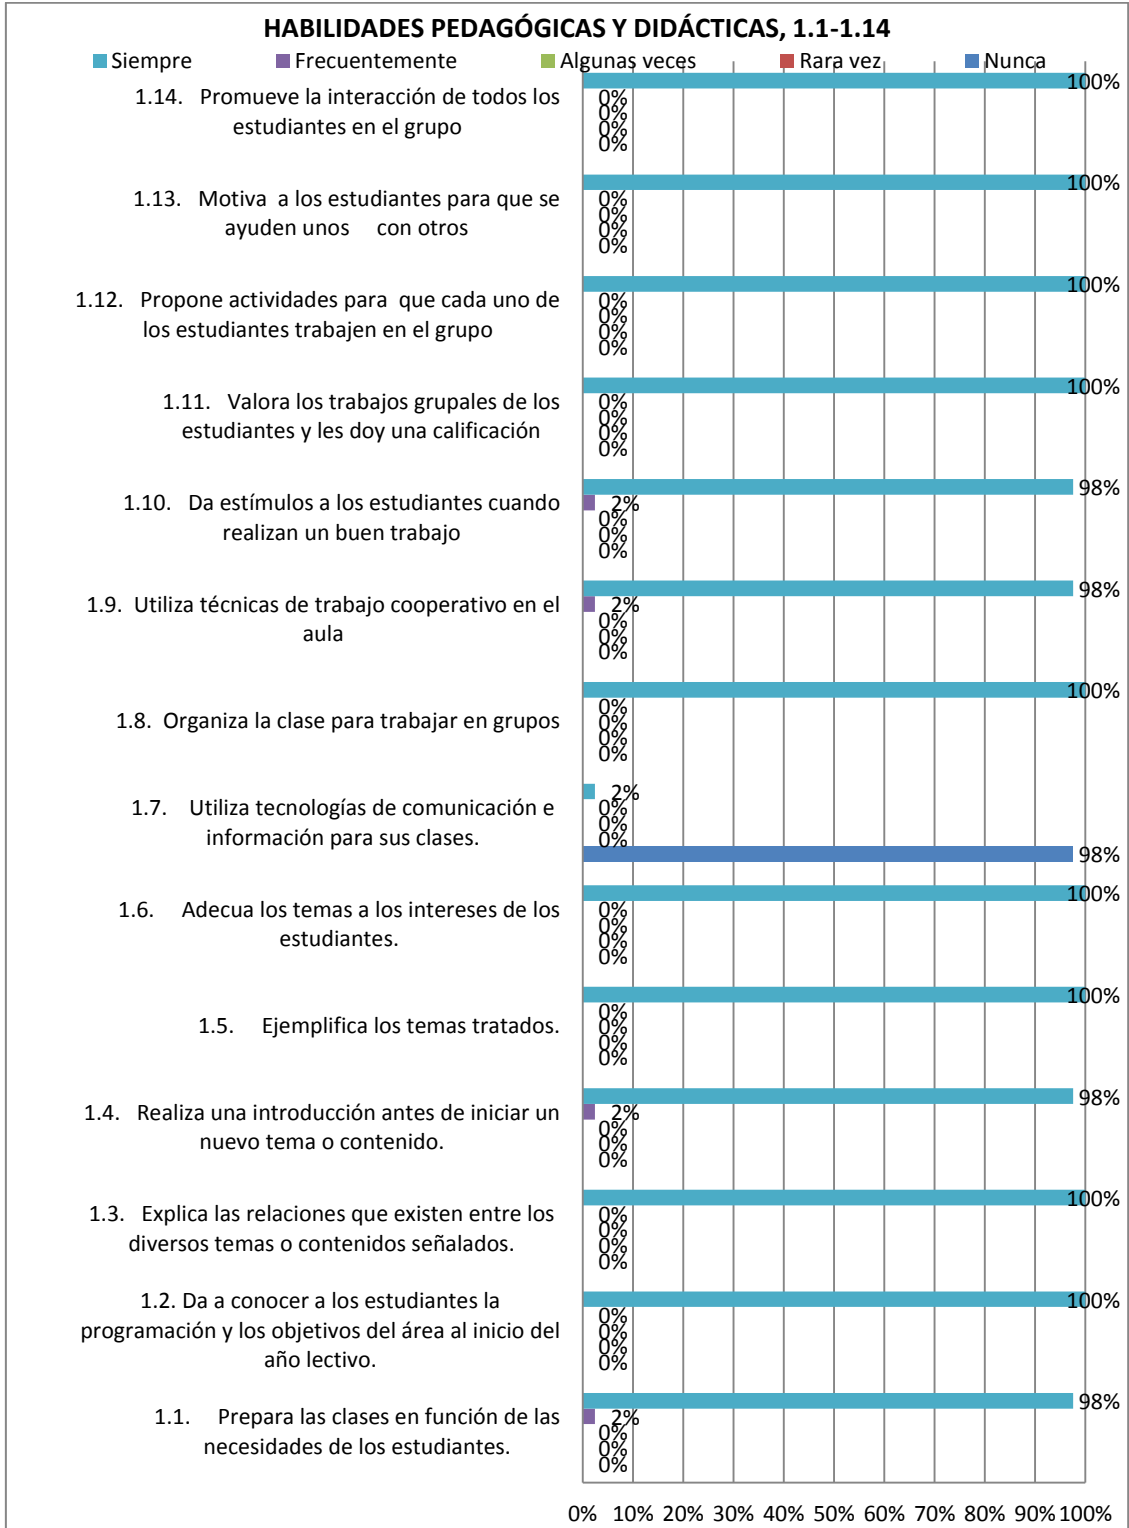 HABILIDADES PEDAGÓGICAS Y DIDÁCTICAS, 1.1-1.14
Siempre Frecuentemente Algunas veces Rara vez Nunca
1.14. Promueve la interacción de todos los
estudiantes en el grupo
100%
0%
0%
0%
0%
1.13. Motiva a los estudiantes para que se
ayuden unos con otros
100%
0%
0%
0%
0%
1.12. Propone actividades para que cada uno de
los estudiantes trabajen en el grupo
100%
0%
0%
0%
0%
1.11. Valora los trabajos grupales de los
estudiantes y les doy una calificación
100%
0%
0%
0%
0%
1.10. Da estímulos a los estudiantes cuando
realizan un buen trabajo
98%
2%
0%
0%
0%
1.9. Utiliza técnicas de trabajo cooperativo en el
aula
98%
2%
0%
0%
0%
1.8. Organiza la clase para trabajar en grupos
100%
0%
0%
0%
0%
1.7. Utiliza tecnologías de comunicación e
información para sus clases.
2%
0%
0%
0%
98%
1.6. Adecua los temas a los intereses de los
estudiantes.
100%
0%
0%
0%
0%
1.5. Ejemplifica los temas tratados.
100%
0%
0%
0%
0%
1.4. Realiza una introducción antes de iniciar un
nuevo tema o contenido.
98%
2%
0%
0%
0%
1.3. Explica las relaciones que existen entre los
diversos temas o contenidos señalados.
100%
0%
0%
0%
0%
1.2. Da a conocer a los estudiantes la
programación y los objetivos del área al inicio del
año lectivo.
100%
0%
0%
0%
0%
1.1. Prepara las clases en función de las
necesidades de los estudiantes.
98%
2%
0%
0%
0%
0% 10% 20% 30% 40% 50% 60% 70% 80% 90% 100%